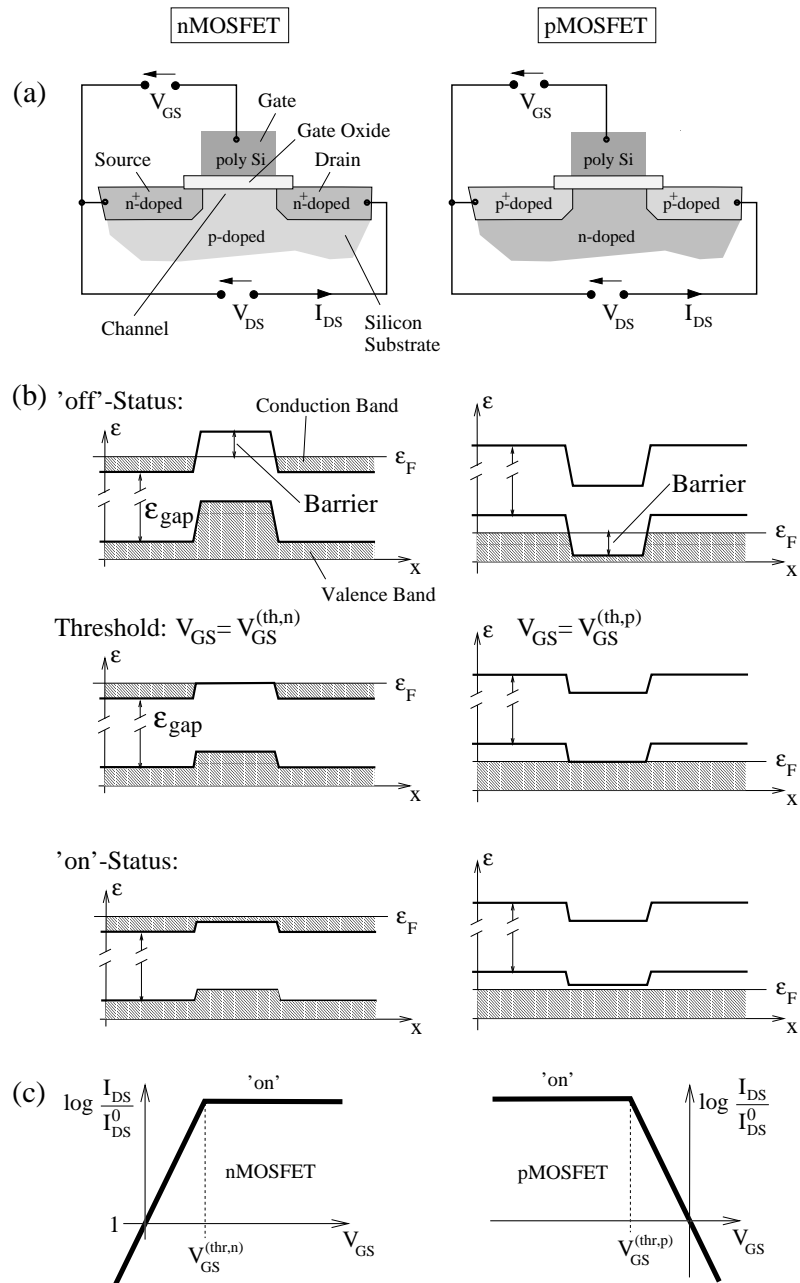 nMOSFET pMOSFET
(a)
V_GS V_GS
Gate
Gate Oxide
Source poly Si Drain poly Si
n⁺-doped n⁺-doped p⁺-doped p⁺-doped
p-doped n-doped
V_DS I_DS V_DS I_DS
Channel Silicon
Substrate
(b) 'off'-Status:
ε Conduction Band ε
ε_F
Barrier Barrier
ε_gap ε_F
x x
Valence Band
Threshold: V_GS = V_GS^(th,n) V_GS = V_GS^(th,p)
ε ε
ε_F
ε_gap
ε_F
x x
'on'-Status:
ε ε
ε_F
ε_F
x x
(c) 'on' 'on'
log I_DS/I_DS^0 log I_DS/I_DS^0
nMOSFET pMOSFET
1
V_GS^(thr,n) V_GS V_GS^(thr,p) V_GS